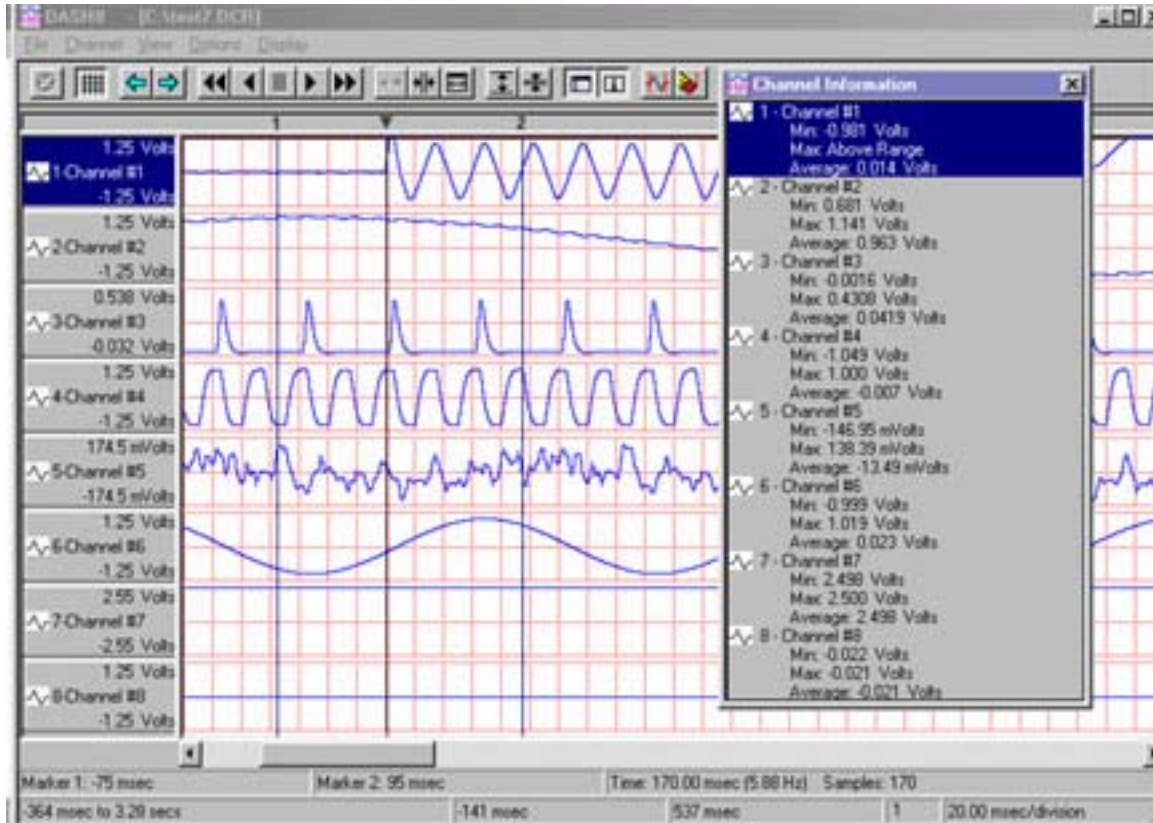 DASH8 - [C:\test7.DCR]
File Channel View Options Display
1 2
1.25 Volts
1-Channel #1
-1.25 Volts
1.25 Volts
2-Channel #2
-1.25 Volts
0.538 Volts
3-Channel #3
-0.032 Volts
1.25 Volts
4-Channel #4
-1.25 Volts
174.5 mVolts
5-Channel #5
-174.5 mVolts
1.25 Volts
6-Channel #6
-1.25 Volts
2.55 Volts
7-Channel #7
-2.55 Volts
1.25 Volts
8-Channel #8
-1.25 Volts
Channel Information
1 - Channel #1
Min: -0.981 Volts
Max: Above Range
Average: 0.014 Volts
2 - Channel #2
Min: 0.681 Volts
Max: 1.141 Volts
Average: 0.963 Volts
3 - Channel #3
Min: -0.0016 Volts
Max: 0.4308 Volts
Average: 0.0419 Volts
4 - Channel #4
Min: -1.049 Volts
Max: 1.000 Volts
Average: -0.007 Volts
5 - Channel #5
Min: -146.95 mVolts
Max: 138.39 mVolts
Average: -13.49 mVolts
6 - Channel #6
Min: -0.999 Volts
Max: 1.019 Volts
Average: 0.023 Volts
7 - Channel #7
Min: 2.498 Volts
Max: 2.500 Volts
Average: 2.498 Volts
8 - Channel #8
Min: -0.022 Volts
Max: -0.021 Volts
Average: -0.021 Volts
Marker 1: -75 msec Marker 2: 95 msec Time: 170.00 msec (5.88 Hz) Samples: 170
-364 msec to 3.28 secs -141 msec 537 msec 1 20.00 msec/division